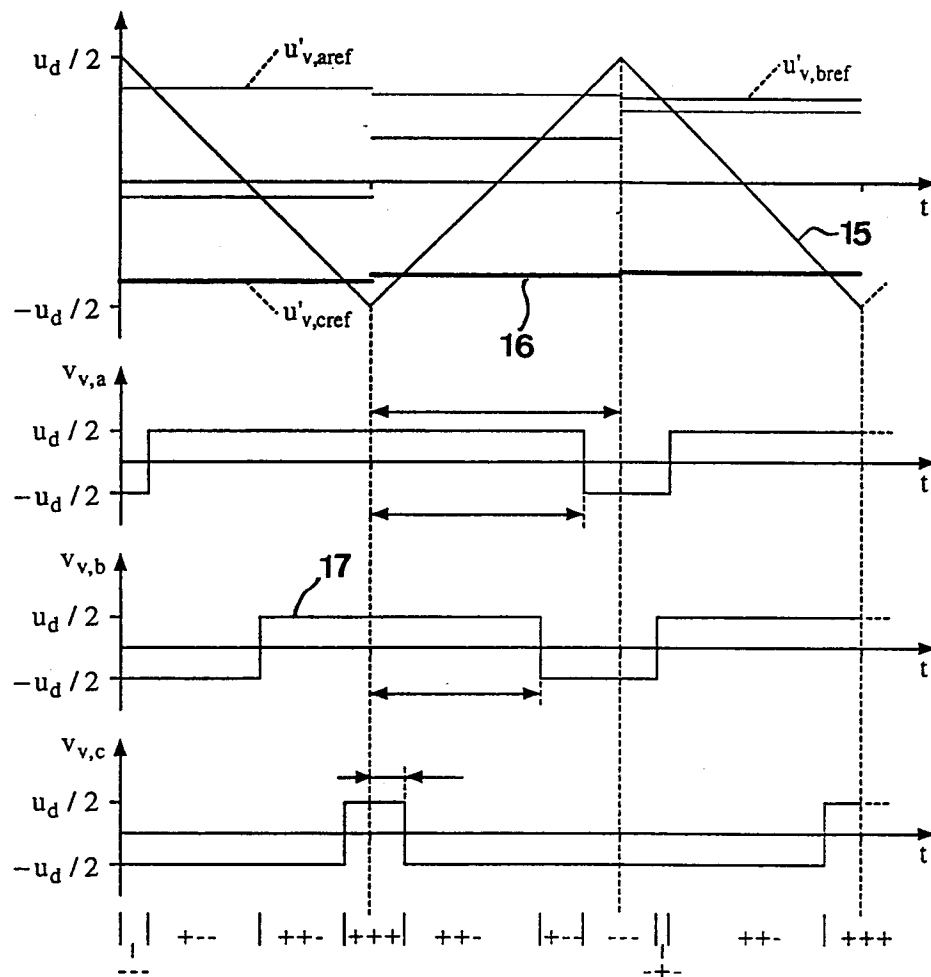 u_d / 2
u'_v,aref
u'_v,bref
t
15
-u_d / 2
u'_v,cref
16
v_v,a
u_d / 2
-u_d / 2
t
v_v,b
17
u_d / 2
-u_d / 2
t
v_v,c
u_d / 2
-u_d / 2
t
+-- ++- +++ ++- +-- --- ++- +++
--- -+-